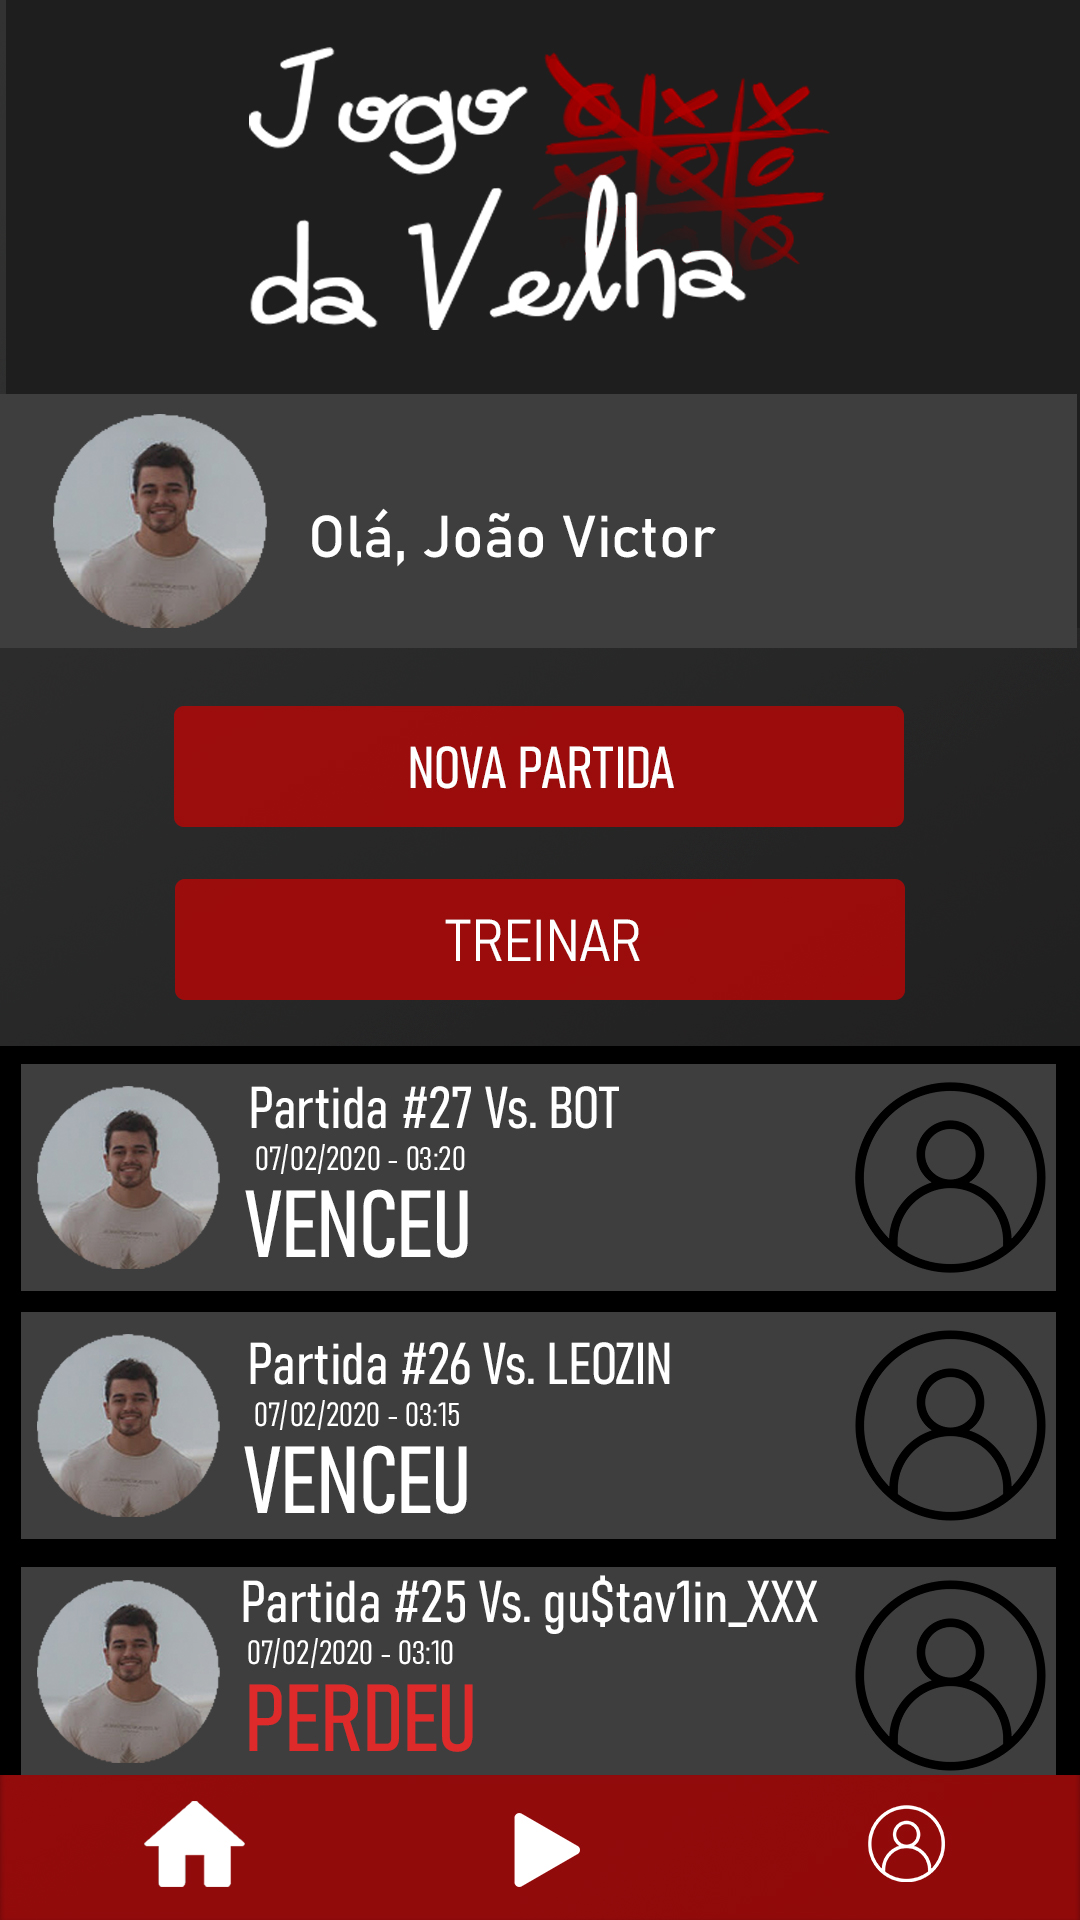 Jogo
da Velha
Olá, João Victor
NOVA PARTIDA
TREINAR
Partida #27 Vs. BOT
07/02/2020 - 03:20
VENCEU
Partida #26 Vs. LEOZIN
07/02/2020 - 03:15
VENCEU
Partida #25 Vs. gu$tav1in_XXX
07/02/2020 - 03:10
PERDEU